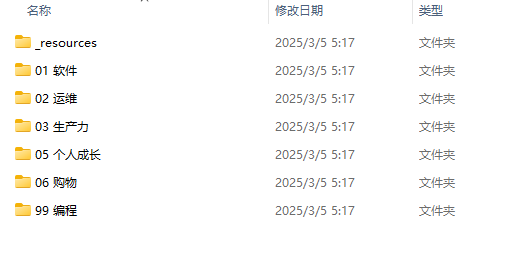 名称 修改日期 类型
_resources 2025/3/5 5:17 文件夹
01 软件 2025/3/5 5:17 文件夹
02 运维 2025/3/5 5:17 文件夹
03 生产力 2025/3/5 5:17 文件夹
05 个人成长 2025/3/5 5:17 文件夹
06 购物 2025/3/5 5:17 文件夹
99 编程 2025/3/5 5:17 文件夹